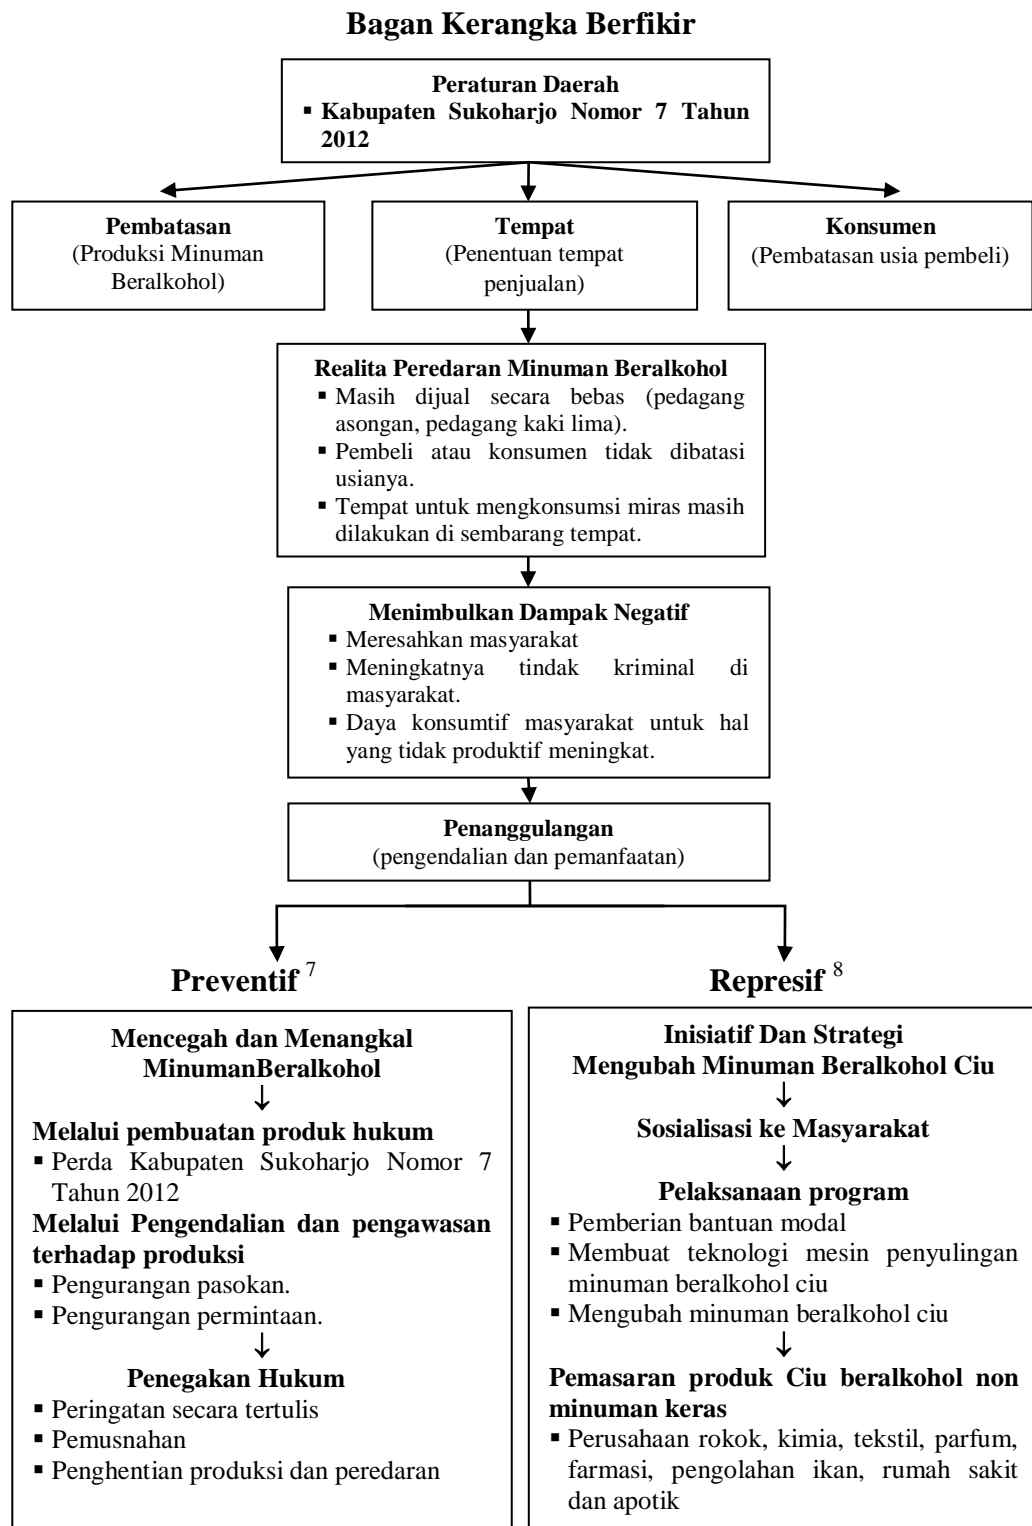 Bagan Kerangka Berfikir
Peraturan Daerah
▪ Kabupaten Sukoharjo Nomor 7 Tahun
2012
Pembatasan
(Produksi Minuman
Beralkohol)
Tempat
(Penentuan tempat
penjualan)
Konsumen
(Pembatasan usia pembeli)
Realita Peredaran Minuman Beralkohol
▪ Masih dijual secara bebas (pedagang
asongan, pedagang kaki lima).
▪ Pembeli atau konsumen tidak dibatasi
usianya.
▪ Tempat untuk mengkonsumsi miras masih
dilakukan di sembarang tempat.
Menimbulkan Dampak Negatif
▪ Meresahkan masyarakat
▪ Meningkatnya tindak kriminal di
masyarakat.
▪ Daya konsumtif masyarakat untuk hal
yang tidak produktif meningkat.
Penanggulangan
(pengendalian dan pemanfaatan)
Preventif 7
Mencegah dan Menangkal
MinumanBeralkohol
↓
Melalui pembuatan produk hukum
▪ Perda Kabupaten Sukoharjo Nomor 7
Tahun 2012
Melalui Pengendalian dan pengawasan
terhadap produksi
▪ Pengurangan pasokan.
▪ Pengurangan permintaan.
↓
Penegakan Hukum
▪ Peringatan secara tertulis
▪ Pemusnahan
▪ Penghentian produksi dan peredaran
Represif 8
Inisiatif Dan Strategi
Mengubah Minuman Beralkohol Ciu
↓
Sosialisasi ke Masyarakat
↓
Pelaksanaan program
▪ Pemberian bantuan modal
▪ Membuat teknologi mesin penyulingan
minuman beralkohol ciu
▪ Mengubah minuman beralkohol ciu
↓
Pemasaran produk Ciu beralkohol non
minuman keras
▪ Perusahaan rokok, kimia, tekstil, parfum,
farmasi, pengolahan ikan, rumah sakit
dan apotik